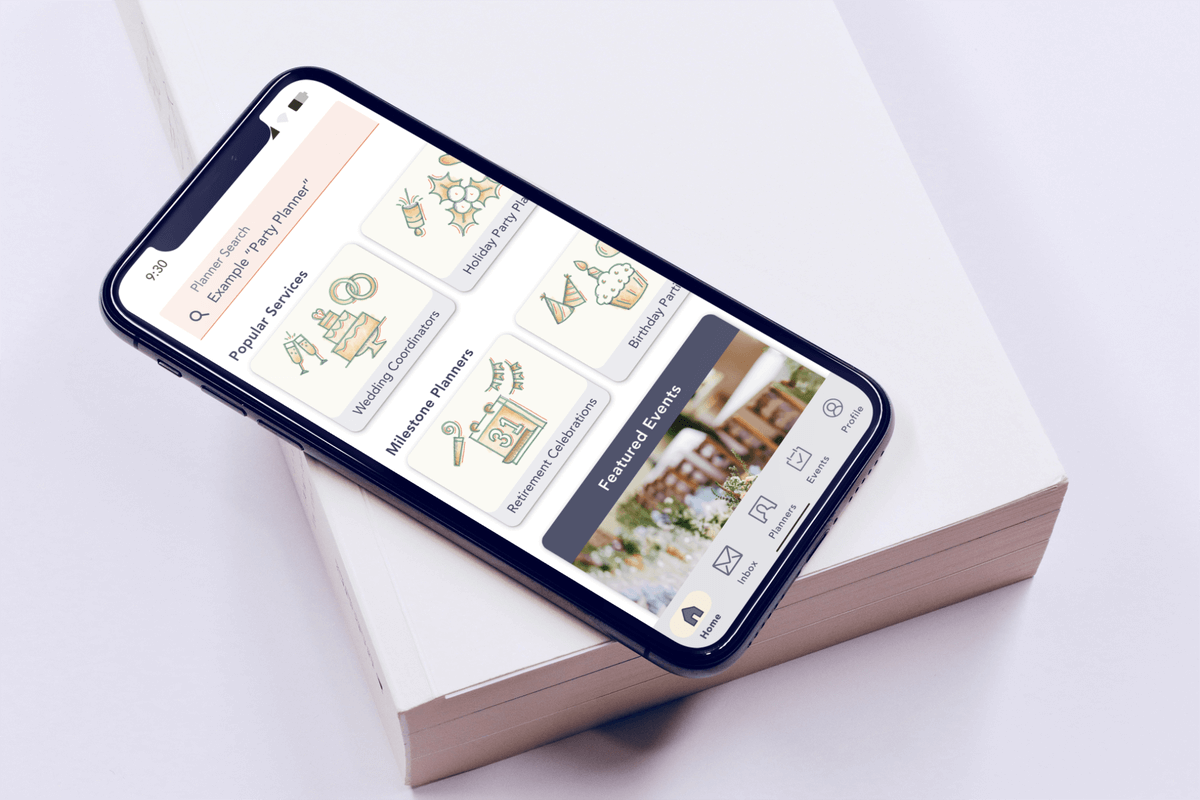 9:30
Planner Search
Example “Party Planner”
Popular Services
Wedding Coordinators
Holiday Party Pla
Milestone Planners
31
Retirement Celebrations
Birthday Parti
Featured Events
Home
Inbox
Planners
Events
Profile